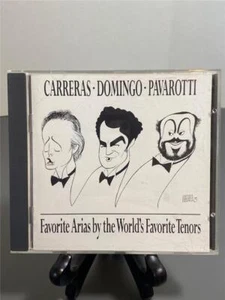 CARRERAS · DOMINGO · PAVAROTTI
Favorite Arias by the World's Favorite Tenors